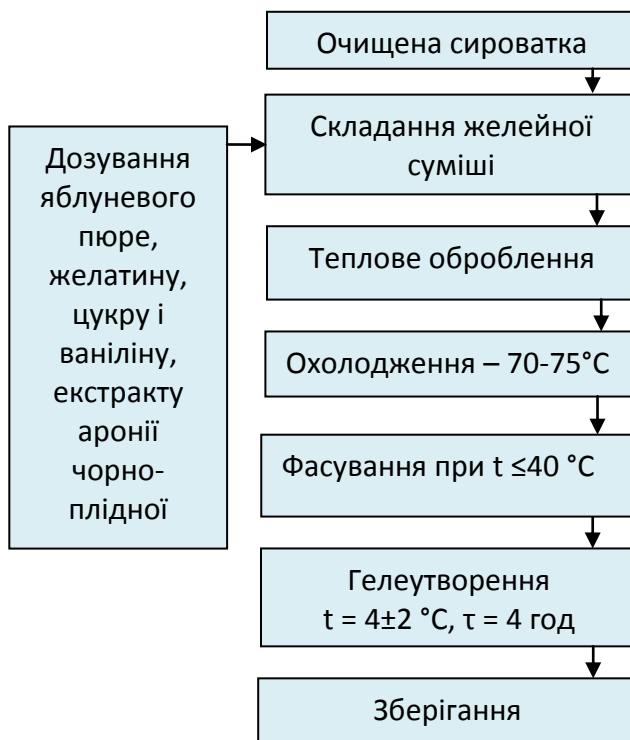 Очищена сироватка
Складання желейної
суміші
Дозування
яблуневого
пюре,
желатину,
цукру і
ваніліну,
екстракту
аронії
чорно-
плідної
Теплове оброблення
Охолодження – 70-75°С
Фасування при t ≤40 °С
Гелеутворення
t = 4±2 °С, τ = 4 год
Зберігання